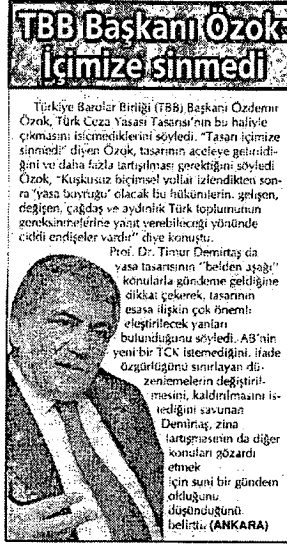 TBB Başkanı Özok:
İçimize sinmedi
Türkiye Barolar Birliği (TBB) Başkanı Özdemir
Özok, Türk Ceza Yasası Tasarısı'nın bu haliyle
çıkmasını istemediklerini söyledi. "Tasarı içimize
sinmedi" diyen Özok, tasarının aceleye getirildi-
ğini ve daha fazla tartışılması gerektiğini söyledi
Özok, "Kuşkusuz biçimsel yollar izlendikten son-
ra 'yasa buyruğu' olacak bu hükümlerin, gelişen,
değişen, çağdaş ve aydınlık Türk toplumunun
gereksinmelerine yanıt verebileceği yönünde
ciddi endişeler vardır" diye konuştu.
Prof. Dr. Timur Demirtaş da
yasa tasarısının "belden aşağı"
konularla gündeme geldiğine
dikkat çekerek, tasarının
esasa ilişkin çok önemli
eleştirilecek yanları
bulunduğunu söyledi. AB'nin
yeni bir TCK istemediğini, ifade
özgürlüğünü sınırlayan dü-
zenlemelerin değiştiril-
mesini, kaldırılmasını is-
tediğini savunan
Demirtaş, zina
tartışmasının da diğer
konuları gözardı
etmek
için suni bir gündem
olduğunu
düşündüğünü
belirtti. (ANKARA)